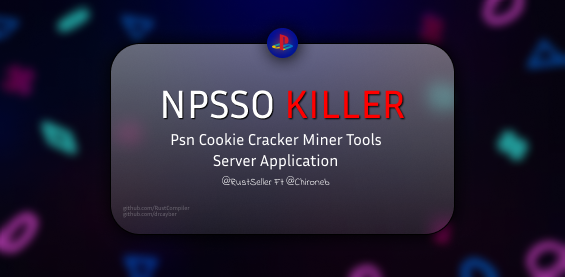 NPSSO KILLER
Psn Cookie Cracker Miner Tools
Server Application
@RustSeller Ft @Chironeb
github.com/RustCompiler